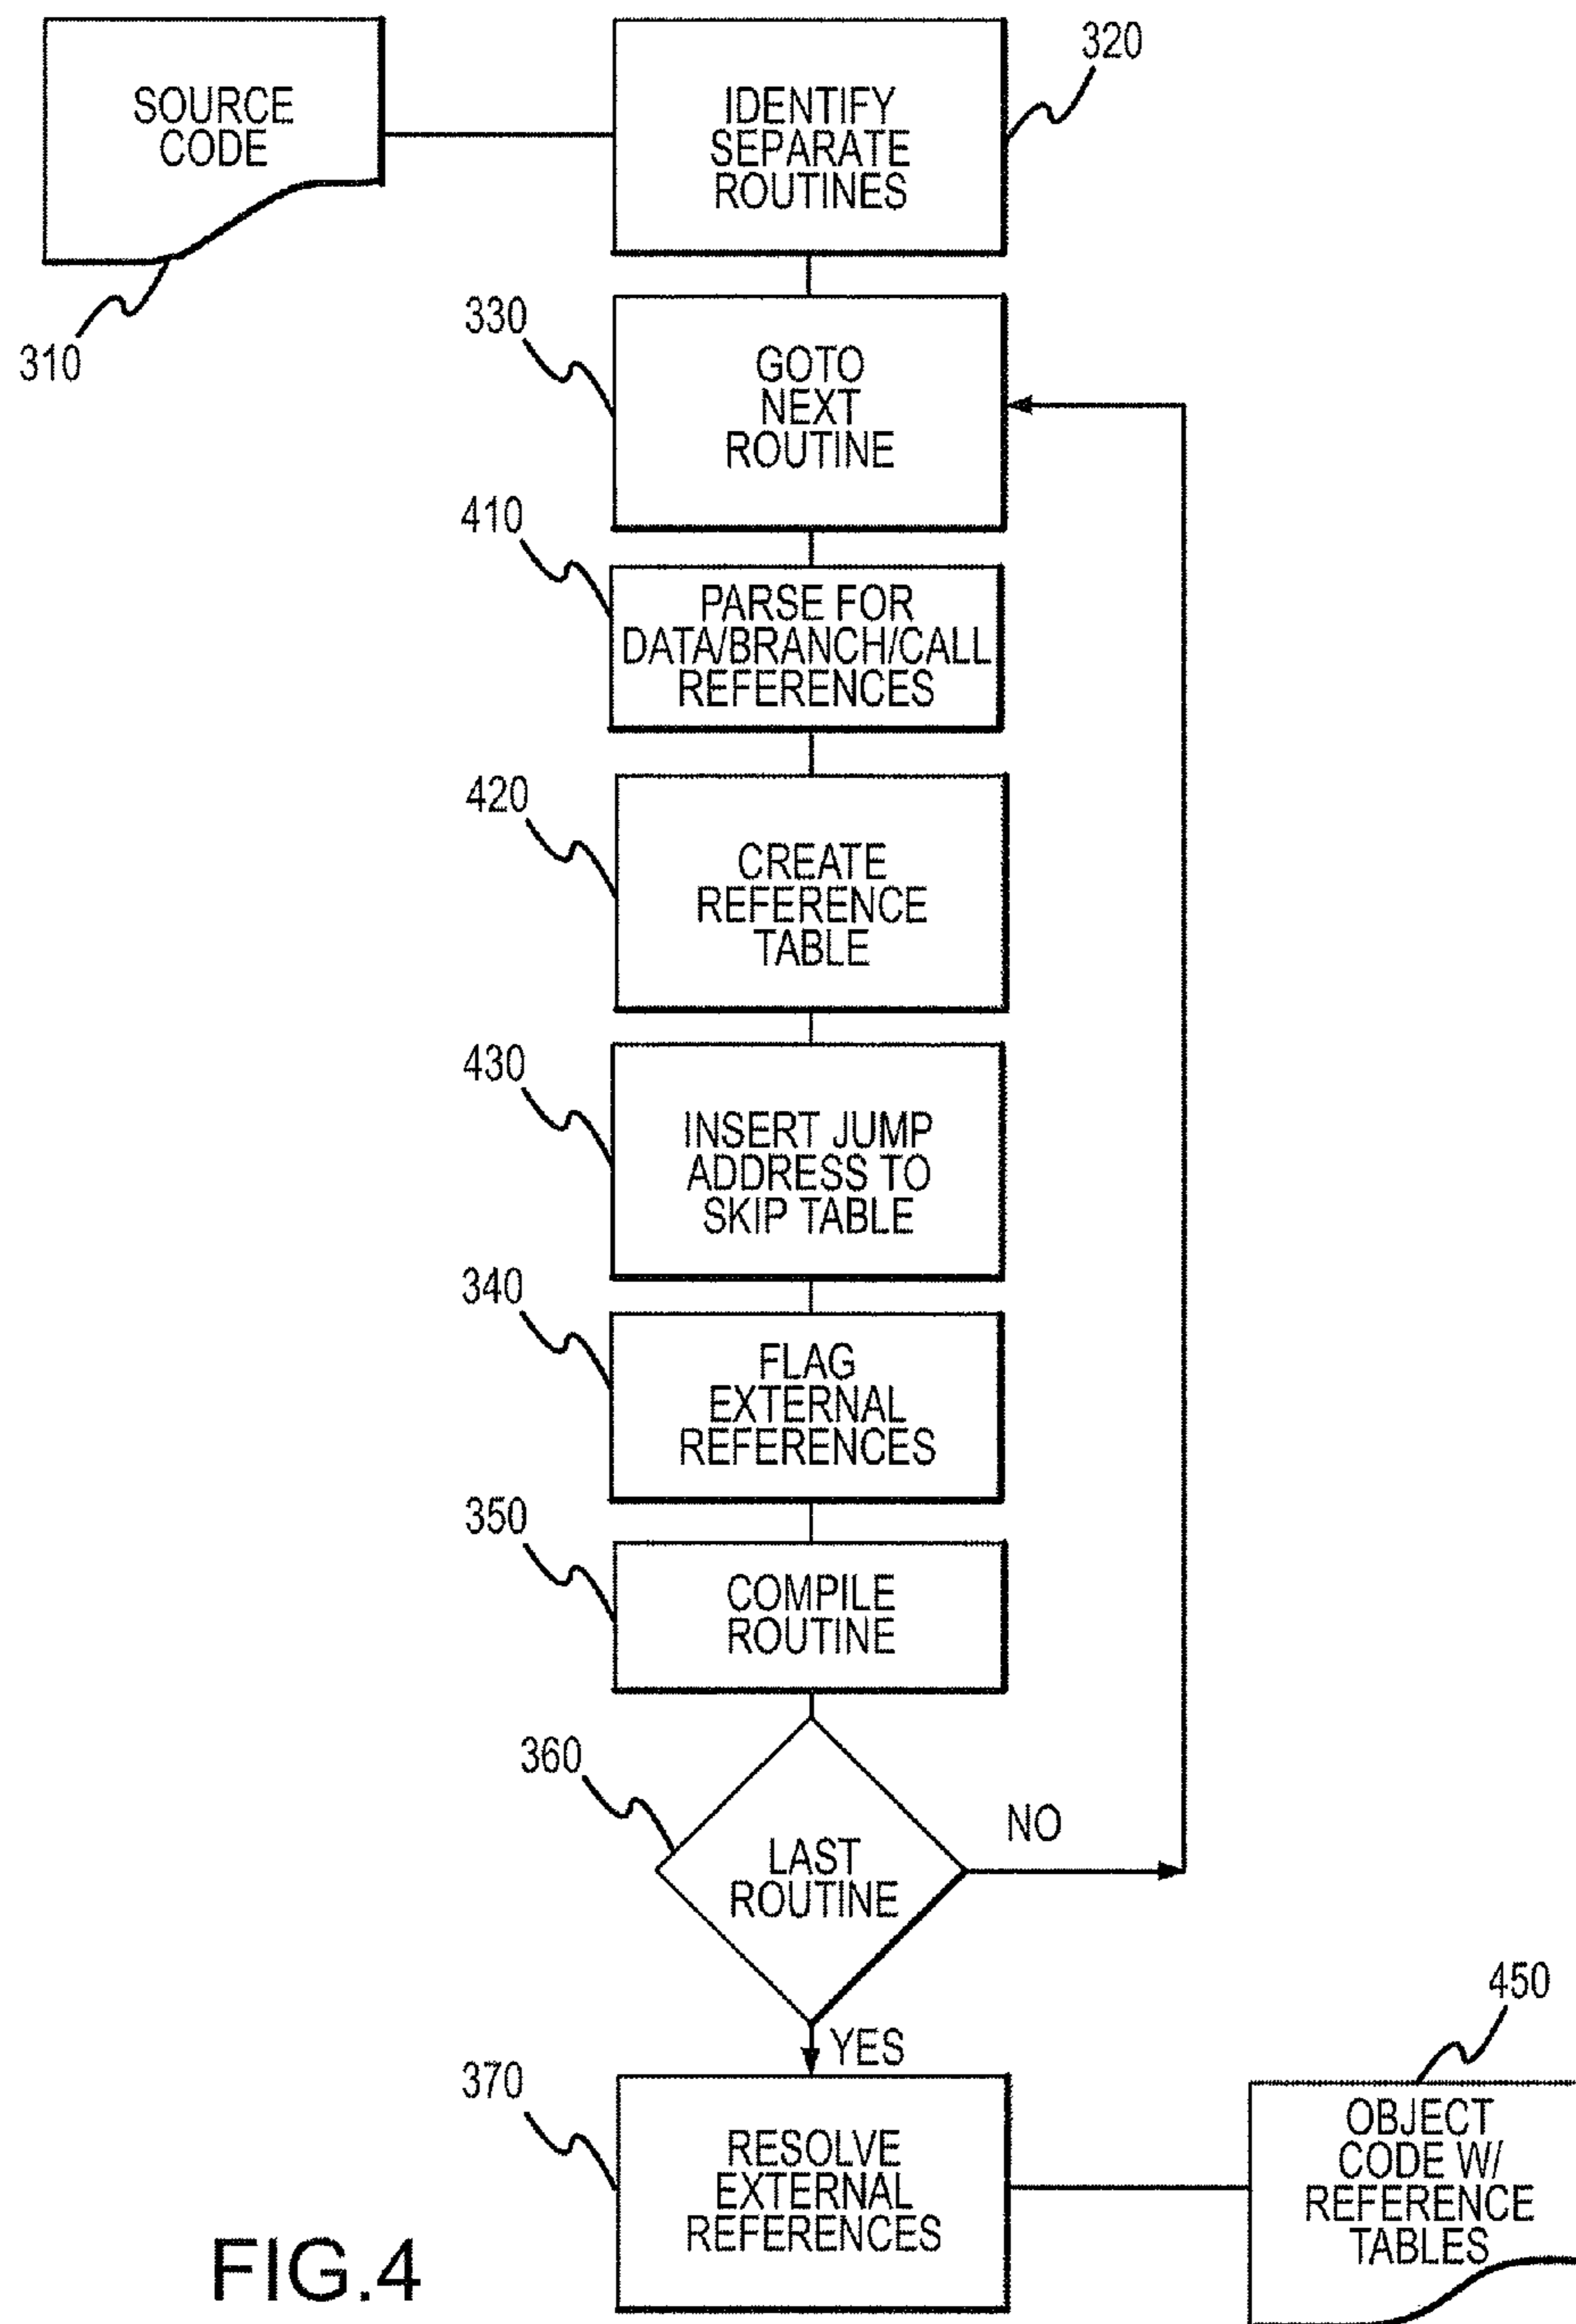 SOURCE
CODE
310
IDENTIFY
SEPARATE
ROUTINES
320
330
GOTO
NEXT
ROUTINE
410
PARSE FOR
DATA/BRANCH/CALL
REFERENCES
420
CREATE
REFERENCE
TABLE
430
INSERT JUMP
ADDRESS TO
SKIP TABLE
340
FLAG
EXTERNAL
REFERENCES
350
COMPILE
ROUTINE
360
LAST
ROUTINE
NO
YES
370
RESOLVE
EXTERNAL
REFERENCES
450
OBJECT
CODE W/
REFERENCE
TABLES
FIG.4